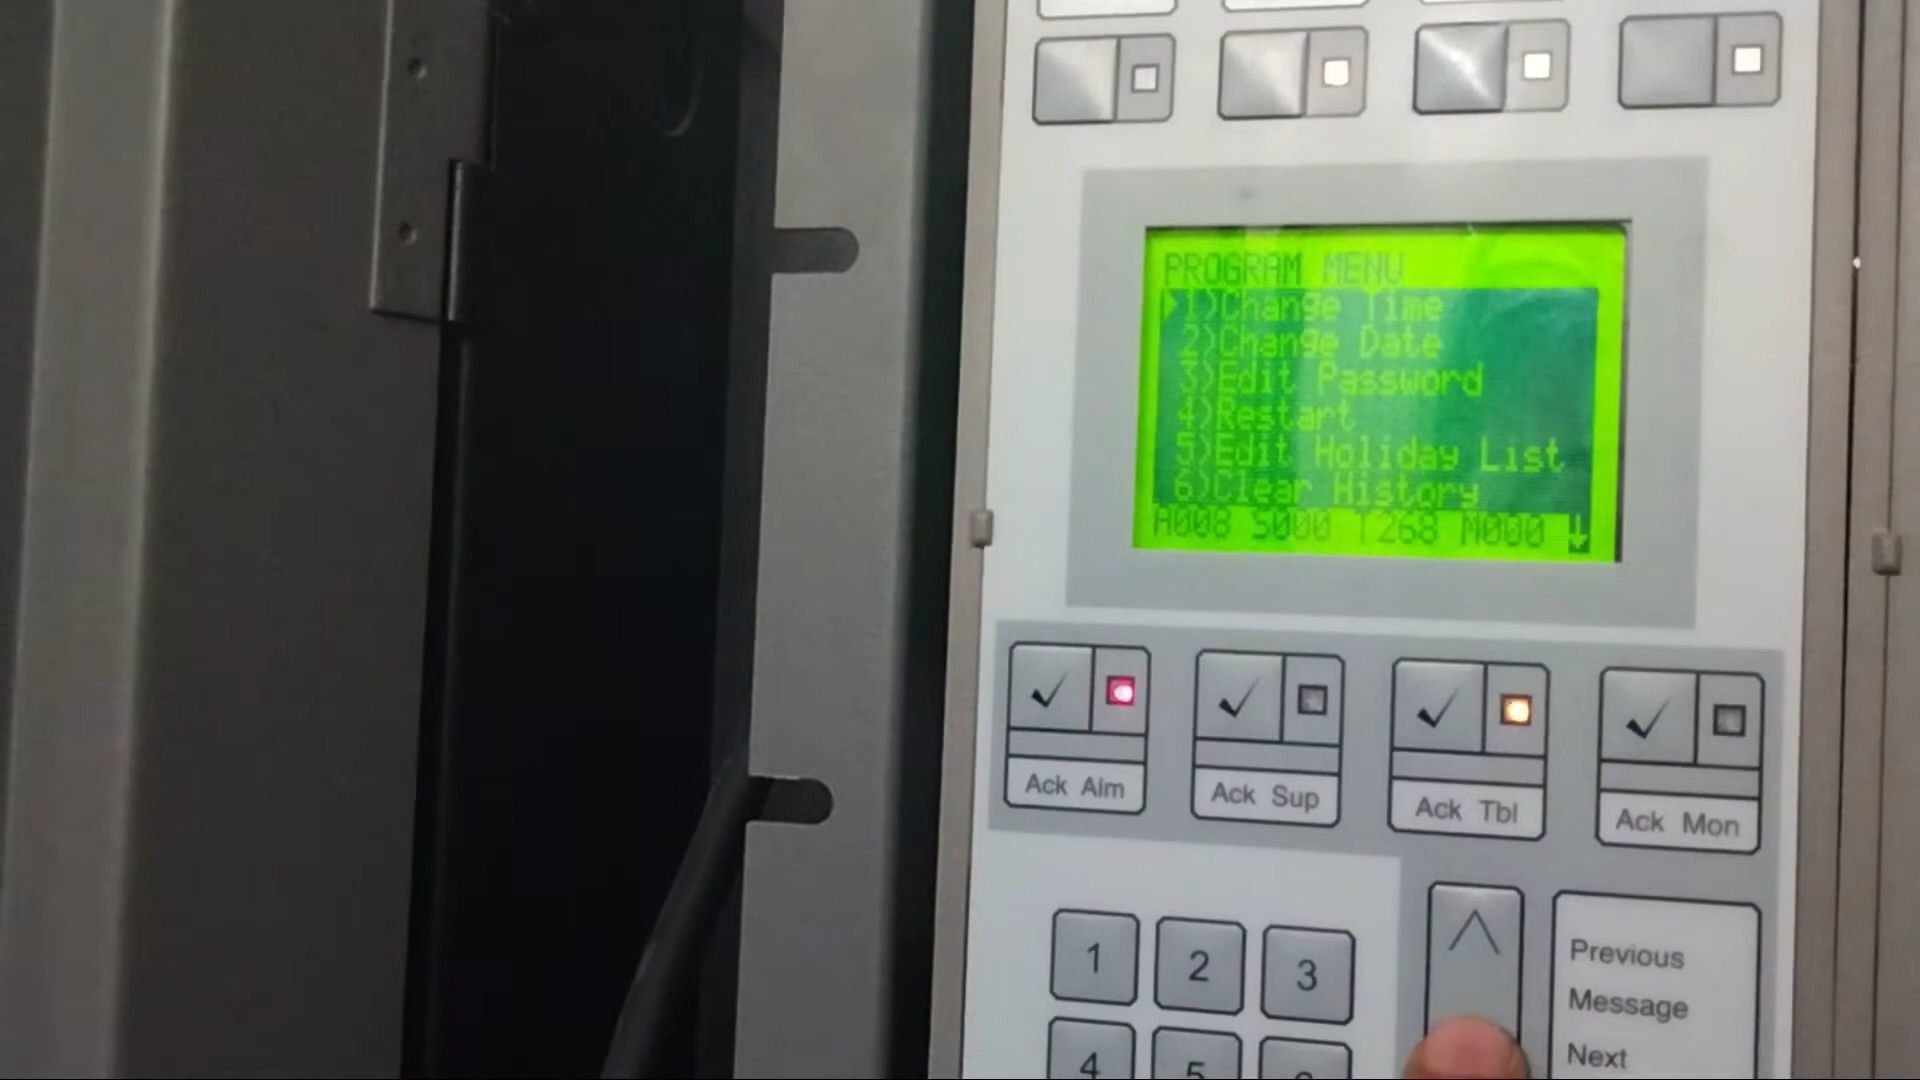 PROGRAM MENU
1)Change Time
2)Change Date
3)Edit Password
4)Restart
5)Edit Holiday List
6)Clear History
A008 S000 T268 M000
Ack Alm
Ack Sup
Ack Tbl
Ack Mon
1 2 3
Previous
Message
Next
4 5